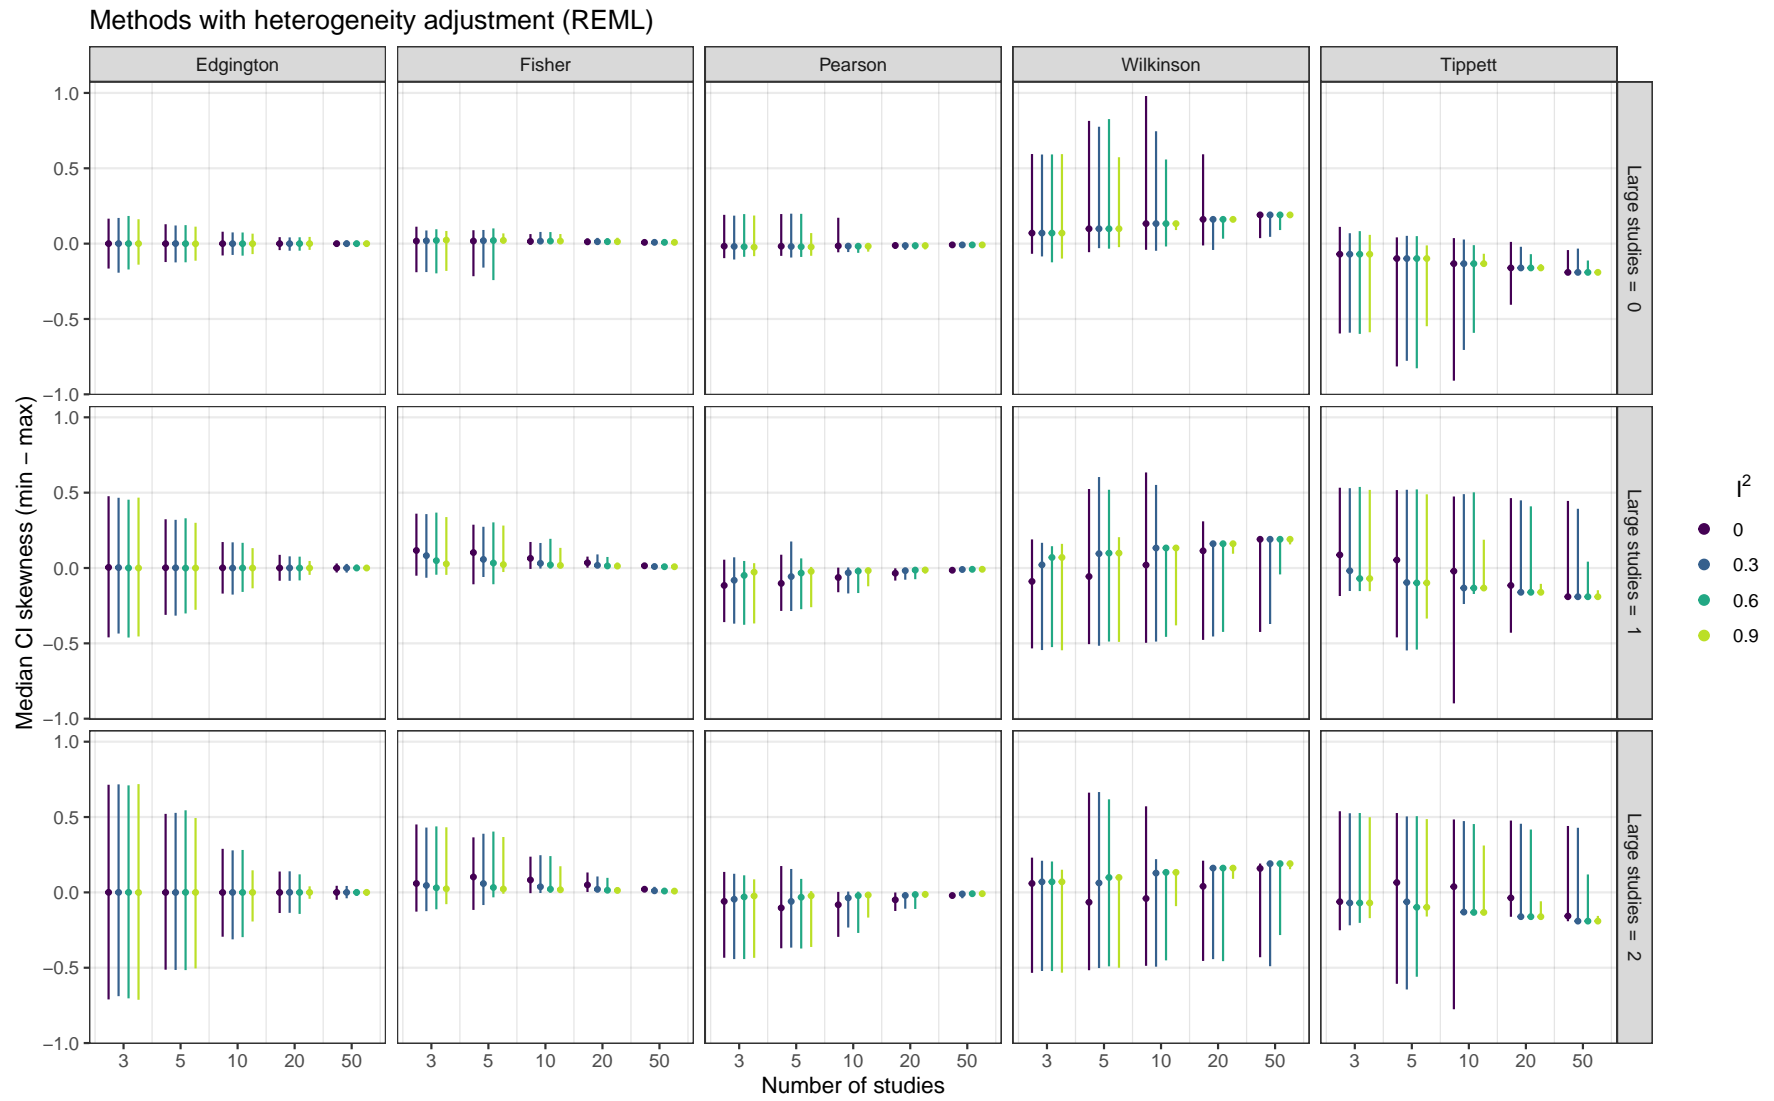 Methods with heterogeneity adjustment (REML)
Edgington Fisher Pearson Wilkinson Tippett
1.0
0.5
0.0
−0.5
−1.0
Large studies = 0
1.0
0.5
0.0
−0.5
−1.0
Large studies = 1
1.0
0.5
0.0
−0.5
−1.0
Large studies = 2
Median CI skewness (min − max)
3 5 10 20 50 3 5 10 20 50 3 5 10 20 50 3 5 10 20 50 3 5 10 20 50
Number of studies
I²
0
0.3
0.6
0.9